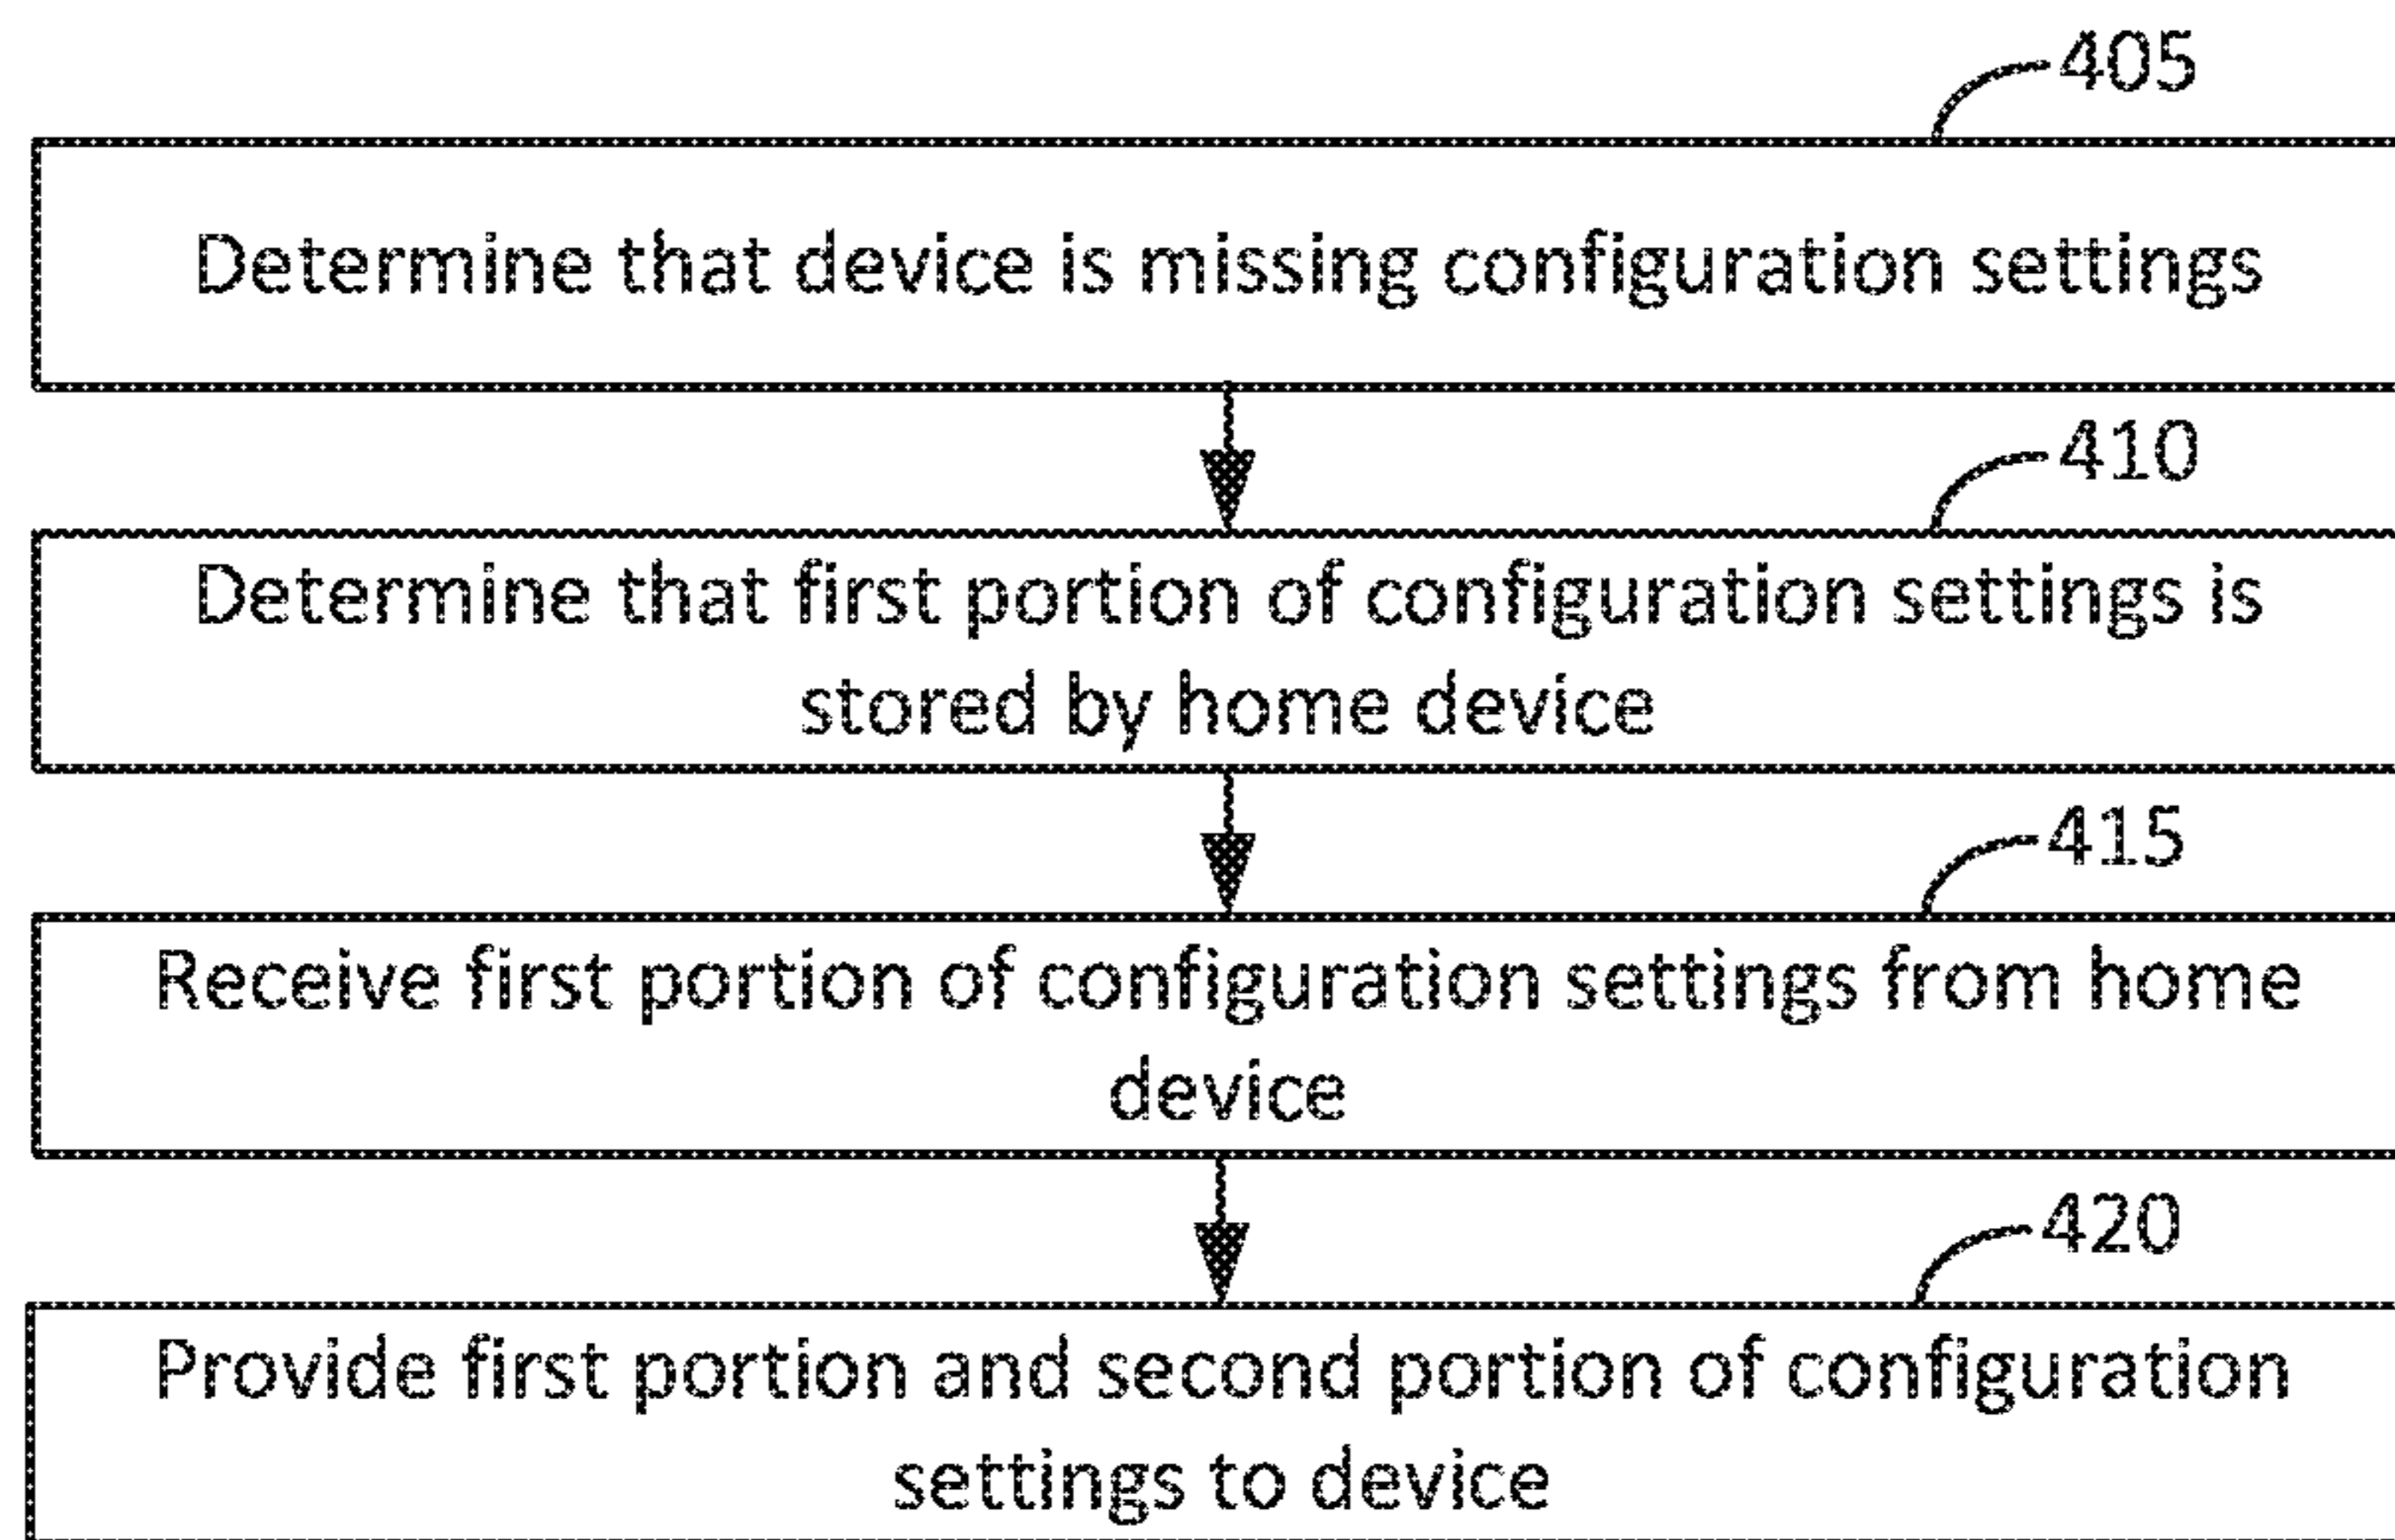 405
Determine that device is missing configuration settings
410
Determine that first portion of configuration settings is
stored by home device
415
Receive first portion of configuration settings from home
device
420
Provide first portion and second portion of configuration
settings to device